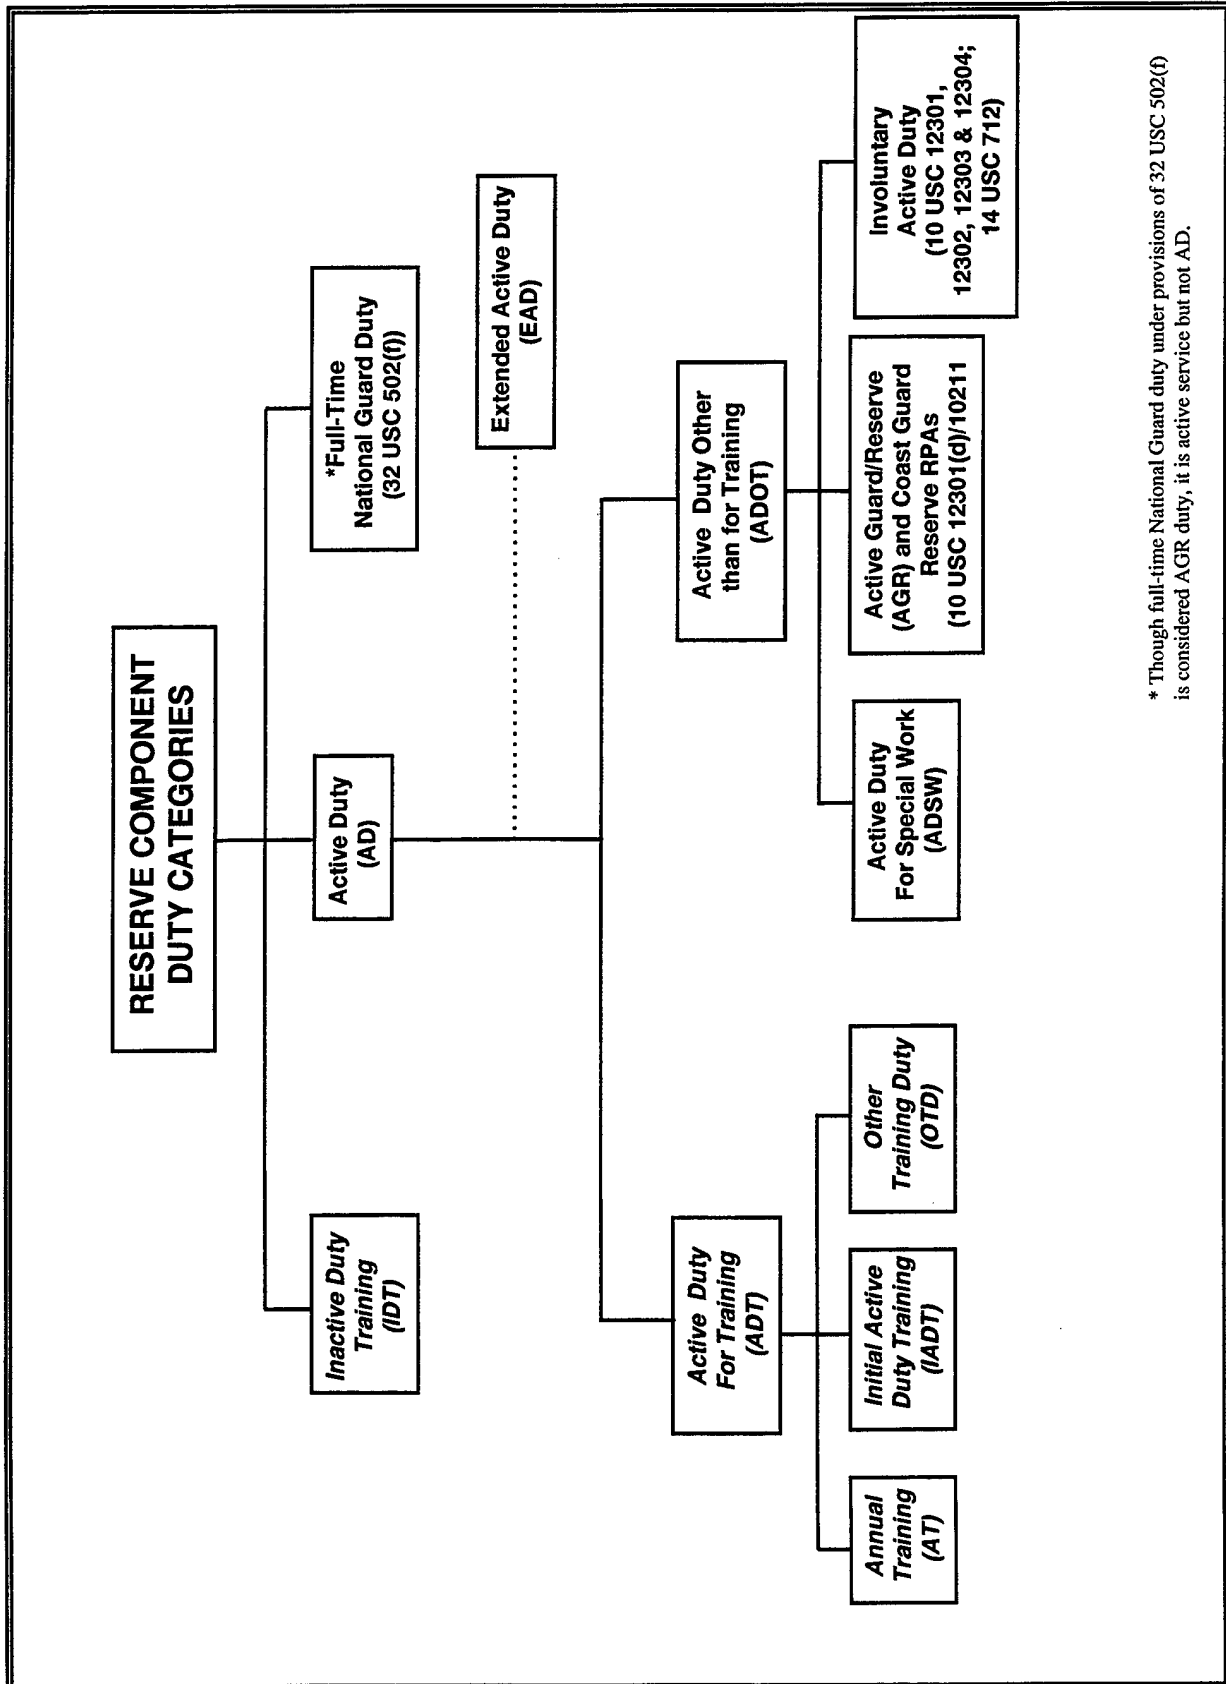 RESERVE COMPONENT
DUTY CATEGORIES
Inactive Duty
Training
(IDT)
Active Duty
(AD)
*Full-Time
National Guard Duty
(32 USC 502(f))
Extended Active Duty
(EAD)
Active Duty
For Training
(ADT)
Active Duty Other
than for Training
(ADOT)
Annual
Training
(AT)
Initial Active
Duty Training
(IADT)
Other
Training Duty
(OTD)
Active Duty
For Special Work
(ADSW)
Active Guard/Reserve
(AGR) and Coast Guard
Reserve RPAs
(10 USC 12301(d)/10211
Involuntary
Active Duty
(10 USC 12301,
12302, 12303 & 12304;
14 USC 712)
* Though full-time National Guard duty under provisions of 32 USC 502(f)
is considered AGR duty, it is active service but not AD.